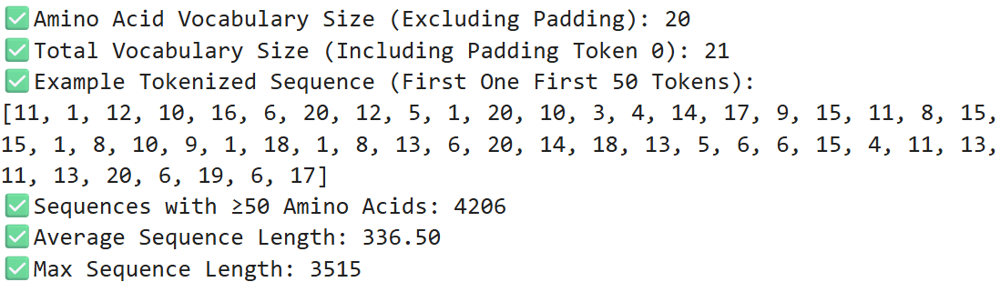 ✅Amino Acid Vocabulary Size (Excluding Padding): 20
✅Total Vocabulary Size (Including Padding Token 0): 21
✅Example Tokenized Sequence (First One First 50 Tokens):
[11, 1, 12, 10, 16, 6, 20, 12, 5, 1, 20, 10, 3, 4, 14, 17, 9, 15, 11, 8, 15,
15, 1, 8, 10, 9, 1, 18, 1, 8, 13, 6, 20, 14, 18, 13, 5, 6, 6, 15, 4, 11, 13,
11, 13, 20, 6, 19, 6, 17]
✅Sequences with ≥50 Amino Acids: 4206
✅Average Sequence Length: 336.50
✅Max Sequence Length: 3515